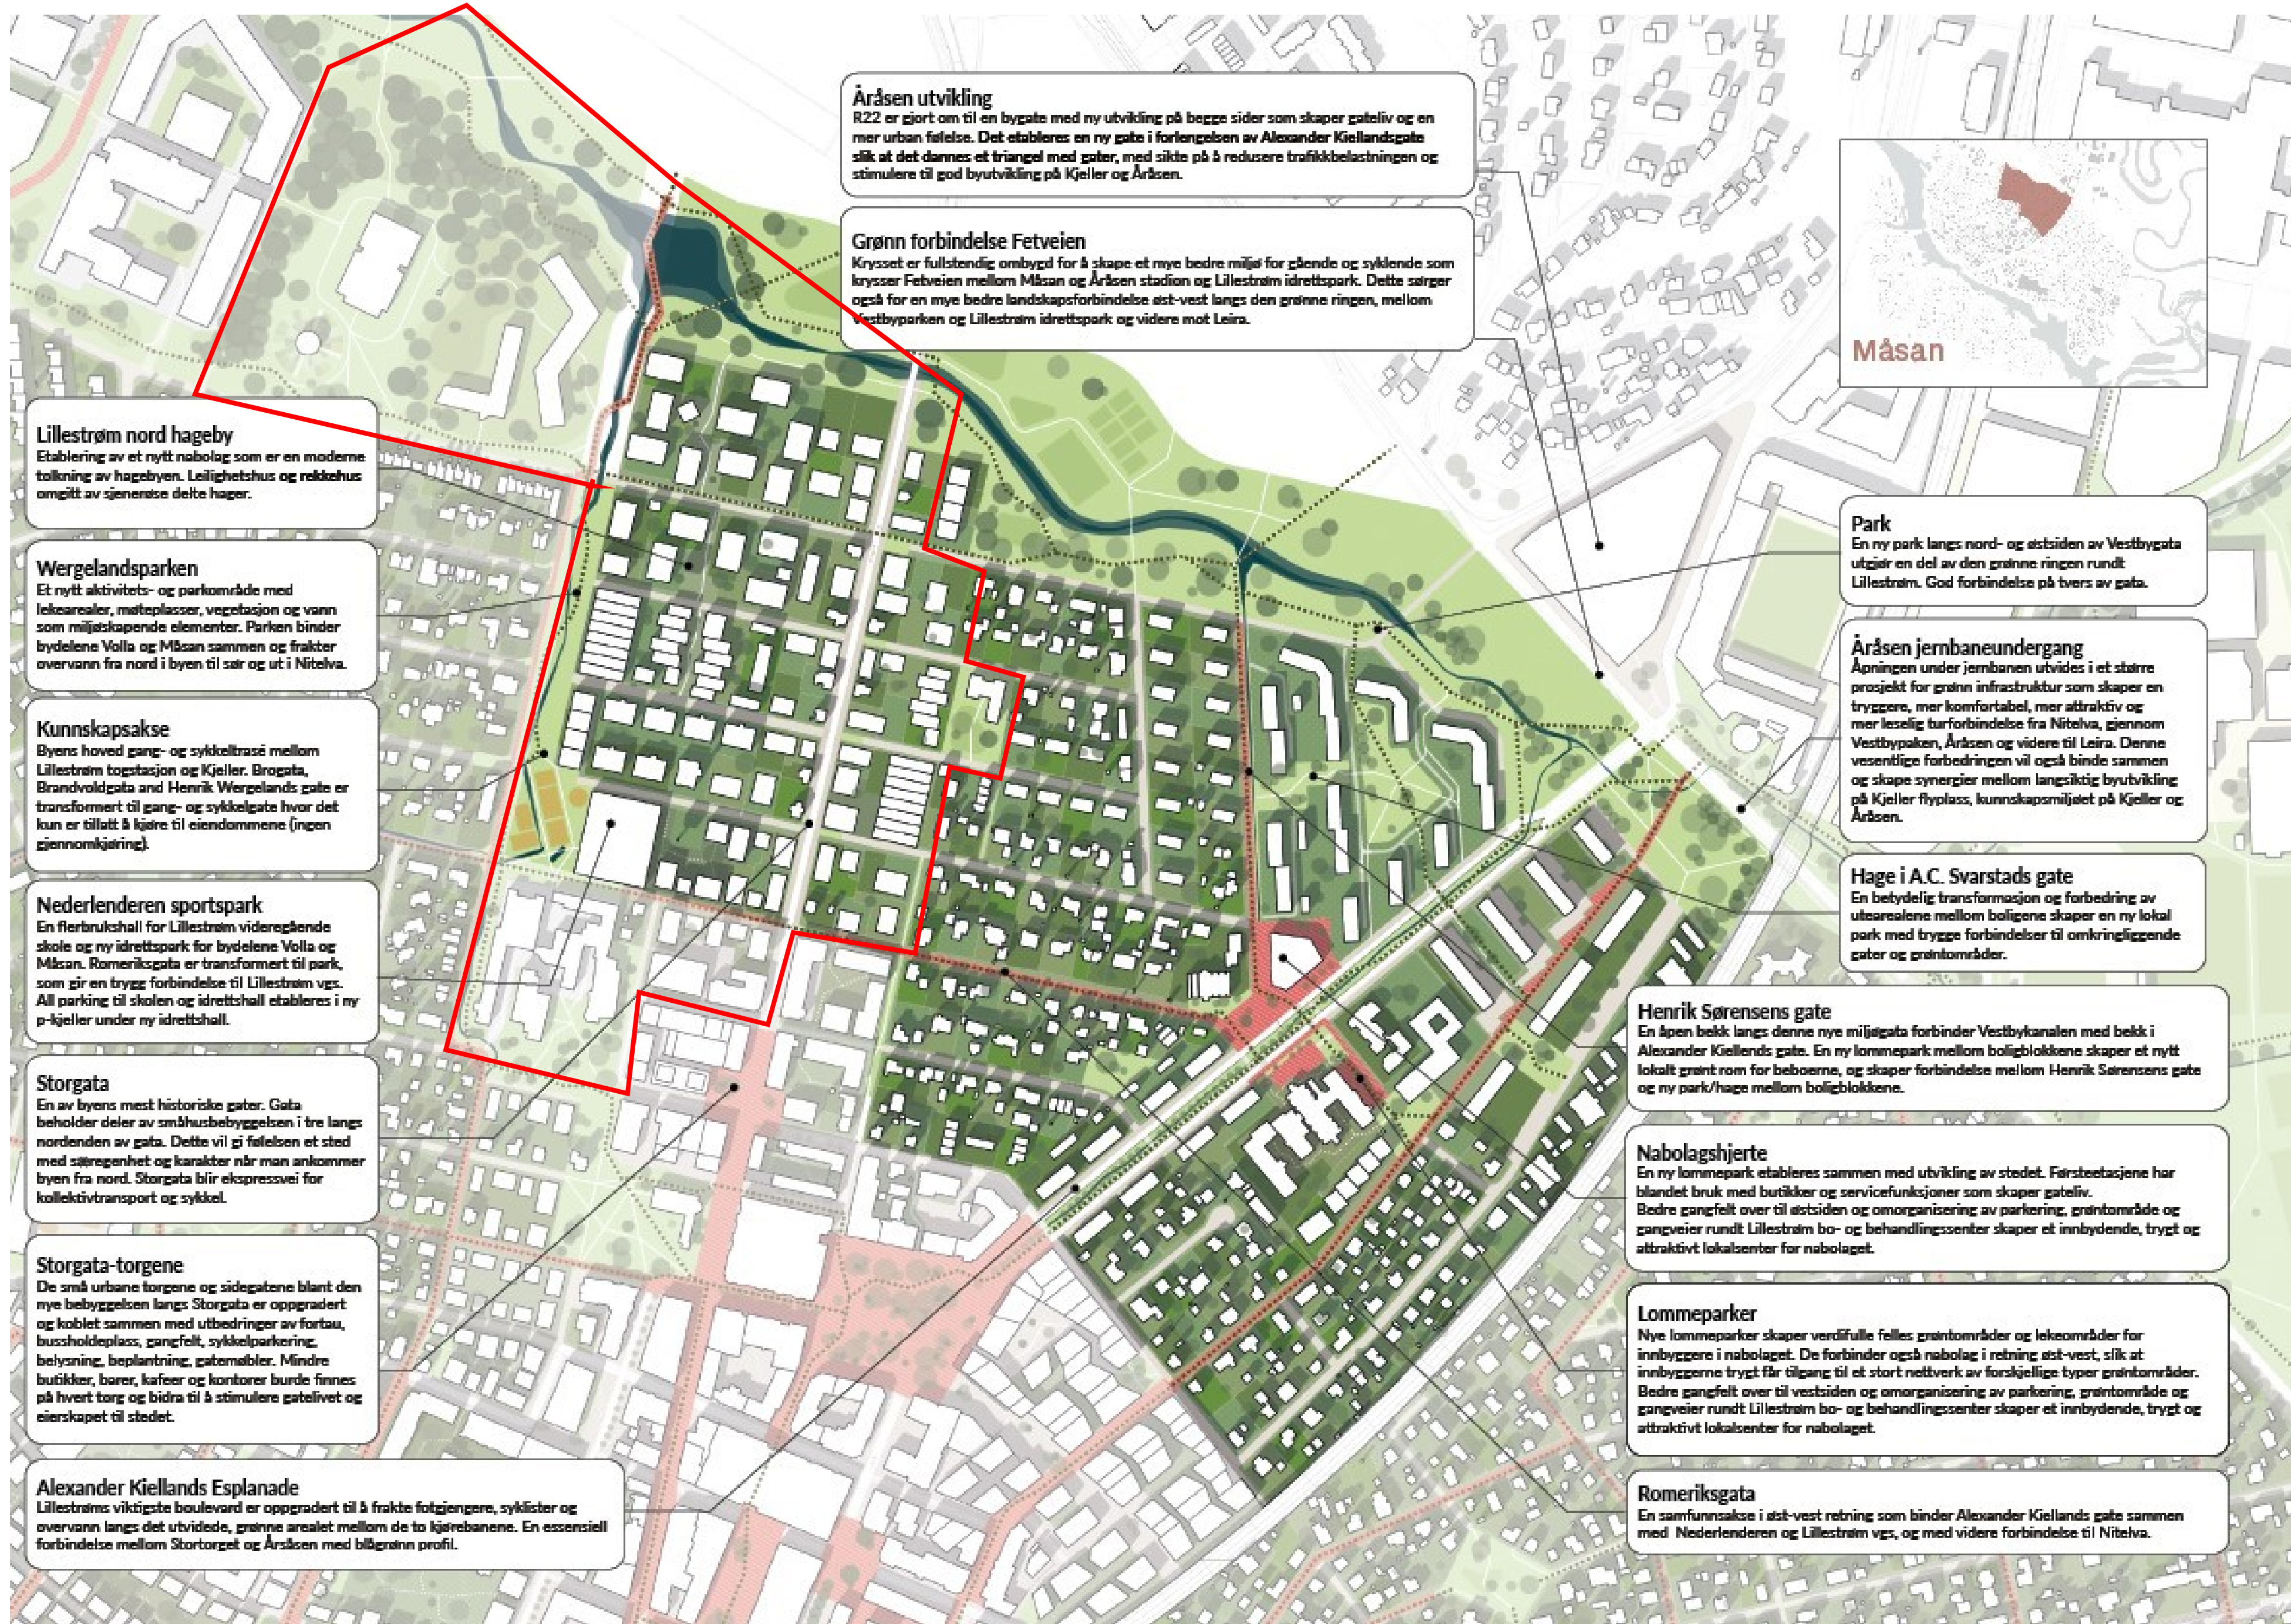 Åråsen utvikling
R22 er gjort om til en bygate med ny utvikling på begge sider som skaper gateliv og en
mer urban følelse. Det etableres en ny gate i forlengelsen av Alexander Kiellandsgate
slik at det dannes et triangel med gater, med sikte på å redusere trafikkbelastningen og
stimulere til god byutvikling på Kjeller og Åråsen.
Grønn forbindelse Fetveien
Krysset er fullstendig ombygd for å skape et mye bedre miljø for gående og syklende som
krysser Fetveien mellom Måsan og Åråsen stadion og Lillestrøm idrettspark. Dette sørger
også for en mye bedre landskapsforbindelse øst-vest langs den grønne ringen, mellom
Vestbyparken og Lillestrøm idrettspark og videre mot Leira.
Måsan
Lillestrøm nord hageby
Etablering av et nytt nabolag som er en moderne
tolkning av hagebyen. Leilighetshus og rekkehus
omgitt av sjenerøse delte hager.
Wergelandsparken
Et nytt aktivitets- og parkområde med
lekearealer, møteplasser, vegetasjon og vann
som miljøskapende elementer. Parken binder
bydelene Volla og Måsan sammen og frakter
overvann fra nord i byen til sør og ut i Nitelva.
Kunnskapsakse
Byens hoved gang- og sykkeltrasé mellom
Lillestrøm togstasjon og Kjeller. Brogata,
Brandvoldgata and Henrik Wergelands gate er
transformert til gang- og sykkelgate hvor det
kun er tillatt å kjøre til eiendommene (ingen
gjennomkjøring).
Nederlenderen sportspark
En flerbrukshall for Lillestrøm videregående
skole og ny idrettspark for bydelene Volla og
Måsan. Romeriksgata er transformert til park,
som gir en trygg forbindelse til Lillestrøm vgs.
All parking til skolen og idrettshall etableres i ny
p-kjeller under ny idrettshall.
Storgata
En av byens mest historiske gater. Gata
beholder deler av småhusbebyggelsen i tre langs
nordenden av gata. Dette vil gi følelsen et sted
med særegenhet og karakter når man ankommer
byen fra nord. Storgata blir ekspressvei for
kollektivtransport og sykkel.
Storgata-torgene
De små urbane torgene og sidegatene blant den
nye bebyggelsen langs Storgata er oppgradert
og koblet sammen med utbedringer av fortau,
bussholdeplass, gangfelt, sykkelparkering,
belysning, beplantning, gatemøbler. Mindre
butikker, barer, kafeer og kontorer burde finnes
på hvert torg og bidra til å stimulere gatelivet og
eierskapet til stedet.
Alexander Kiellands Esplanade
Lillestrøms viktigste boulevard er oppgradert til å frakte fotgjengere, syklister og
overvann langs det utvidede, grønne arealet mellom de to kjørebanene. En essensiell
forbindelse mellom Stortorget og Årsåsen med blågrønn profil.
Park
En ny park langs nord- og østsiden av Vestbygata
utgjør en del av den grønne ringen rundt
Lillestrøm. God forbindelse på tvers av gata.
Åråsen jernbaneundergang
Åpningen under jernbanen utvides i et større
prosjekt for grønn infrastruktur som skaper en
tryggere, mer komfortabel, mer attraktiv og
mer leselig turforbindelse fra Nitelva, gjennom
Vestbypaken, Åråsen og videre til Leira. Denne
vesentlige forbedringen vil også binde sammen
og skape synergier mellom langsiktig byutvikling
på Kjeller flyplass, kunnskapsmiljøet på Kjeller og
Åråsen.
Hage i A.C. Svarstads gate
En betydelig transformasjon og forbedring av
utearealene mellom boligene skaper en ny lokal
park med trygge forbindelser til omkringliggende
gater og grøntområder.
Henrik Sørensens gate
En åpen bekk langs denne nye miljøgata forbinder Vestbykanalen med bekk i
Alexander Kiellends gate. En ny lommepark mellom boligblokkene skaper et nytt
lokalt grønt rom for beboerne, og skaper forbindelse mellom Henrik Sørensens gate
og ny park/hage mellom boligblokkene.
Nabolagshjerte
En ny lommepark etableres sammen med utvikling av stedet. Førsteetasjene har
blandet bruk med butikker og servicefunksjoner som skaper gateliv.
Bedre gangfelt over til østsiden og omorganisering av parkering, grøntområde og
gangveier rundt Lillestrøm bo- og behandlingssenter skaper et innbydende, trygt og
attraktivt lokalsenter for nabolaget.
Lommeparker
Nye lommeparker skaper verdifulle felles grøntområder og lekeområder for
innbyggere i nabolaget. De forbinder også nabolag i retning øst-vest, slik at
innbyggerne trygt får tilgang til et stort nettverk av forskjellige typer grøntområder.
Bedre gangfelt over til vestsiden og omorganisering av parkering, grøntområde og
gangveier rundt Lillestrøm bo- og behandlingssenter skaper et innbydende, trygt og
attraktivt lokalsenter for nabolaget.
Romeriksgata
En samfunnsakse i øst-vest retning som binder Alexander Kiellands gate sammen
med Nederlenderen og Lillestrøm vgs, og med videre forbindelse til Nitelva.